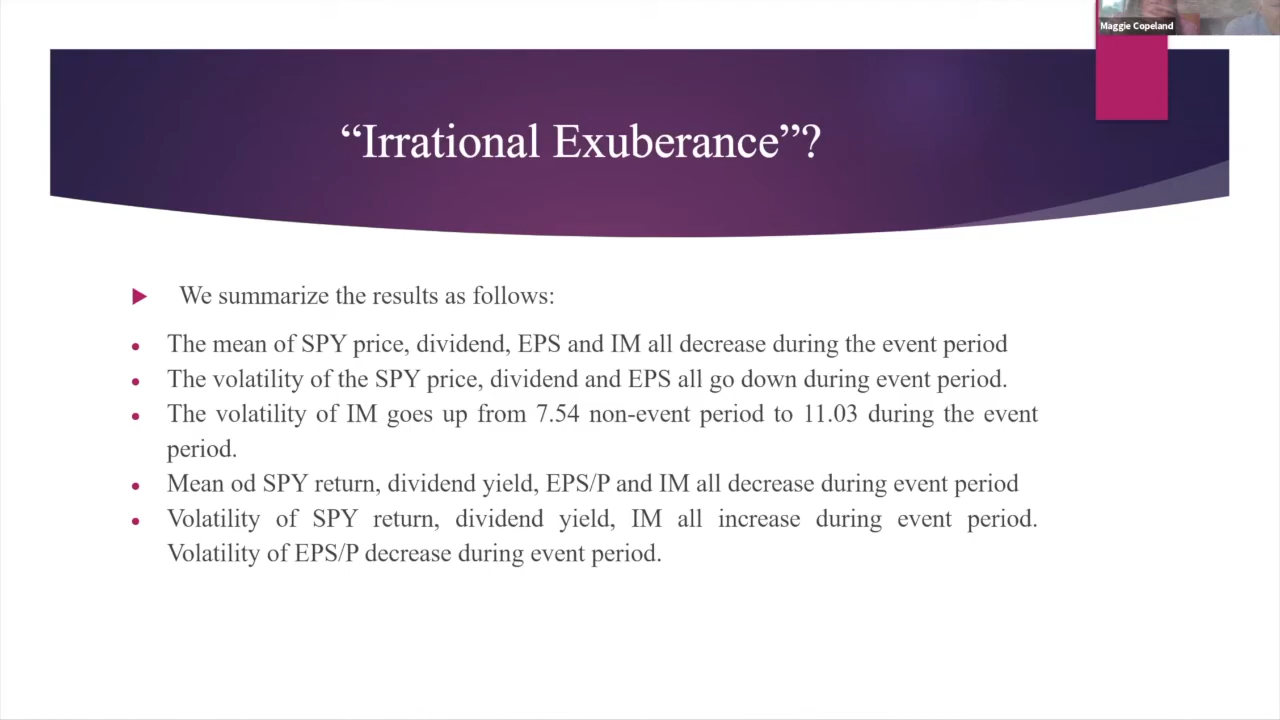 Maggie Copeland
“Irrational Exuberance”?
We summarize the results as follows:
The mean of SPY price, dividend, EPS and IM all decrease during the event period
The volatility of the SPY price, dividend and EPS all go down during event period.
The volatility of IM goes up from 7.54 non-event period to 11.03 during the event
period.
Mean od SPY return, dividend yield, EPS/P and IM all decrease during event period
Volatility of SPY return, dividend yield, IM all increase during event period.
Volatility of EPS/P decrease during event period.